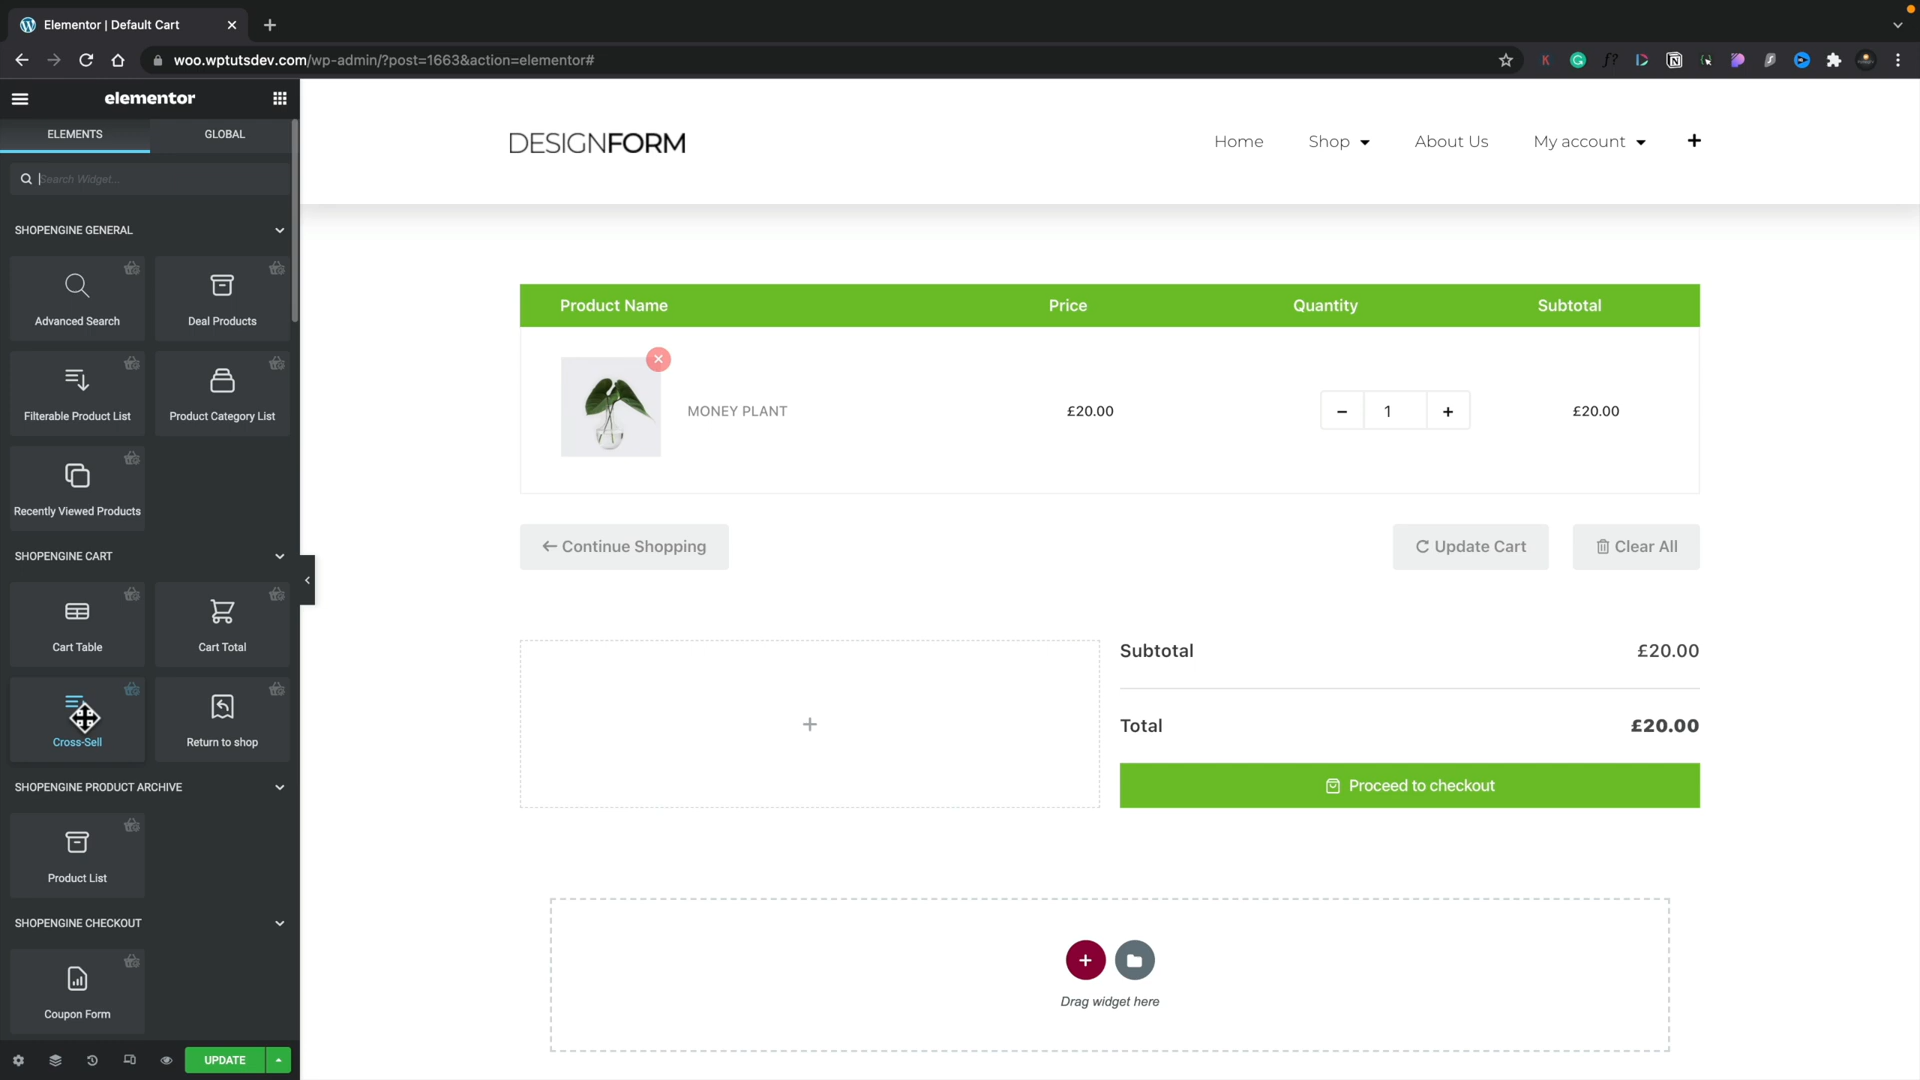 Elementor | Default Cart
woo.wptutsdev.com/wp-admin/?post=1663&action=elementor#
elementor
ELEMENTS
GLOBAL
Search Widget...
SHOPENGINE GENERAL
Advanced Search
Deal Products
Filterable Product List
Product Category List
Recently Viewed Products
SHOPENGINE CART
Cart Table
Cart Total
Cross-Sell
Return to shop
SHOPENGINE PRODUCT ARCHIVE
Product List
SHOPENGINE CHECKOUT
Coupon Form
UPDATE
DESIGNFORM
Home
Shop
About Us
My account
Product Name
Price
Quantity
Subtotal
MONEY PLANT
£20.00
1
£20.00
Continue Shopping
Update Cart
Clear All
Subtotal
£20.00
Total
£20.00
Proceed to checkout
Drag widget here